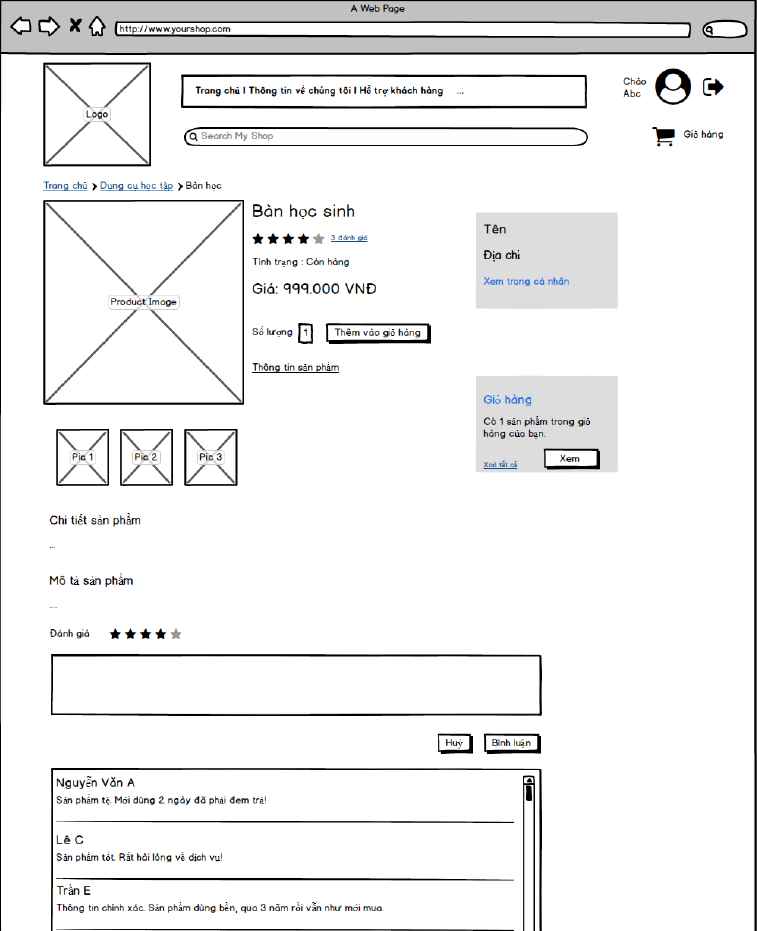 A Web Page
http://www.yourshop.com
Logo
Trang chủ I Thông tin về chúng tôi I Hỗ trợ khách hàng ...
Chào
Abc
Search My Shop
Giỏ hàng
Trang chủ > Dụng cụ học tập > Bàn học
Product Image
Bàn học sinh
3 đánh giá
Tình trạng : Còn hàng
Giá: 999.000 VNĐ
Số lượng 1 Thêm vào giỏ hàng
Thông tin sản phẩm
Tên
Địa chỉ
Xem trang cá nhân
Giỏ hàng
Có 1 sản phẩm trong giỏ
hàng của bạn.
Xoá tất cả Xem
Pic 1 Pic 2 Pic 3
Chi tiết sản phẩm
...
Mô tả sản phẩm
....
Đánh giá
Huỷ Bình luận
Nguyễn Văn A
Sản phẩm tệ. Mới dùng 2 ngày đã phải đem trả!
Lê C
Sản phẩm tốt. Rất hài lòng về dịch vụ!
Trần E
Thông tin chính xác. Sản phẩm dùng bền, qua 3 năm rồi vẫn như mới mua.